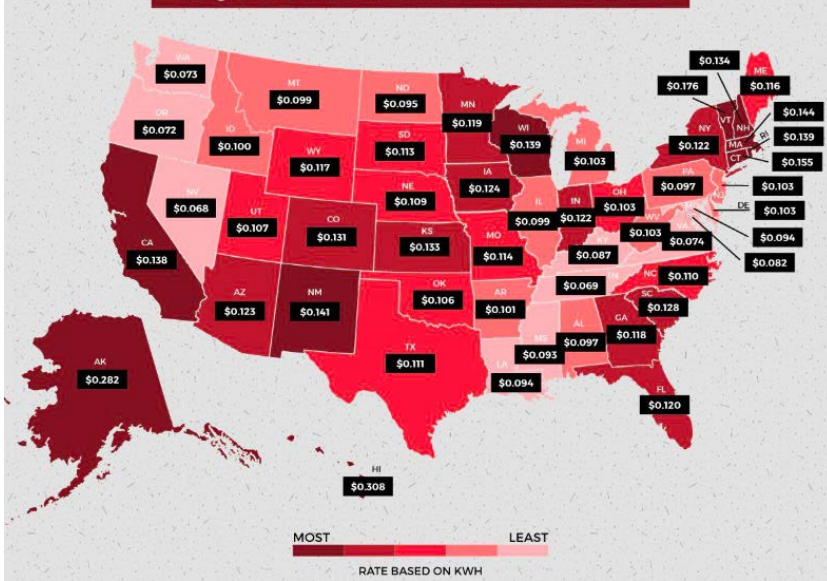 WA
$0.073
OR
$0.072
CA
$0.138
NV
$0.068
ID
$0.100
MT
$0.099
WY
$0.117
UT
$0.107
AZ
$0.123
CO
$0.131
NM
$0.141
ND
$0.095
SD
$0.113
NE
$0.109
KS
$0.133
OK
$0.106
TX
$0.111
MN
$0.119
IA
$0.124
MO
$0.114
AR
$0.101
LA
$0.094
WI
$0.139
IL
$0.099
MI
$0.103
IN
$0.122
OH
$0.103
KY
$0.087
TN
$0.069
MS
$0.093
AL
$0.097
GA
$0.118
FL
$0.120
SC
$0.128
NC
$0.110
VA
$0.074
WV
$0.103
PA
$0.097
NY
$0.122
VT
$0.176
NH
$0.134
ME
$0.116
MA
$0.144
RI
$0.139
CT
$0.155
NJ
$0.103
DE
$0.103
$0.094
$0.082
AK
$0.282
HI
$0.308
MOST
LEAST
RATE BASED ON KWH